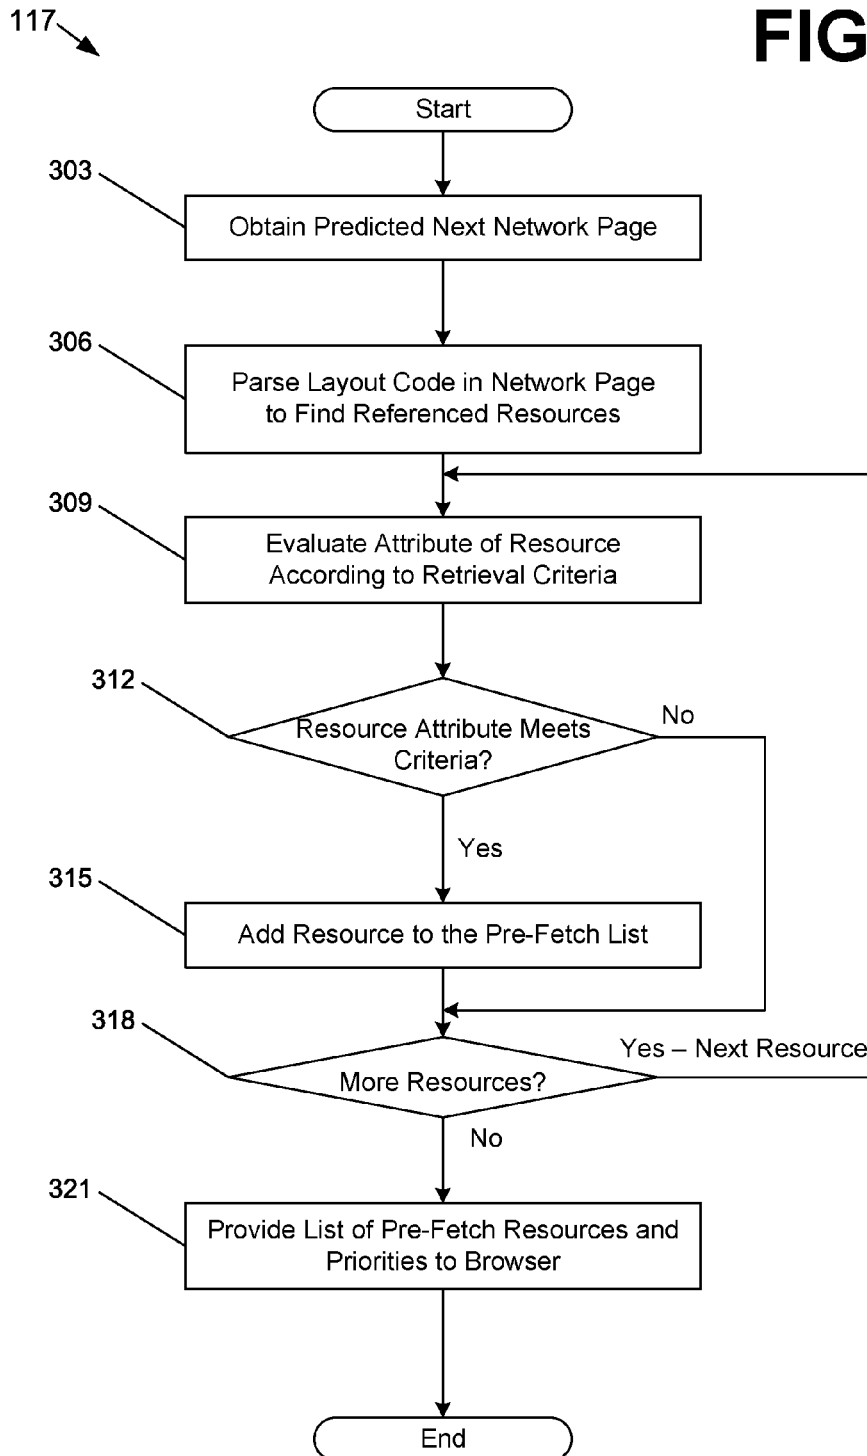 117
FIG
Start
303
Obtain Predicted Next Network Page
306
Parse Layout Code in Network Page
to Find Referenced Resources
309
Evaluate Attribute of Resource
According to Retrieval Criteria
312
Resource Attribute Meets
Criteria?
No
Yes
315
Add Resource to the Pre-Fetch List
318
More Resources?
Yes – Next Resource
No
321
Provide List of Pre-Fetch Resources and
Priorities to Browser
End